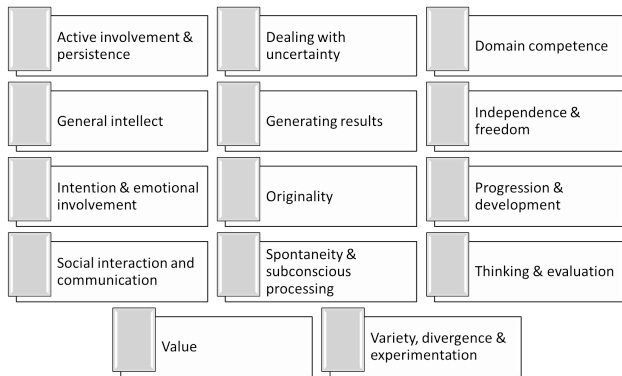 Active involvement &
persistence
Dealing with
uncertainty
Domain competence
General intellect
Generating results
Independence &
freedom
Intention & emotional
involvement
Originality
Progression &
development
Social interaction and
communication
Spontaneity &
subconscious
processing
Thinking & evaluation
Value
Variety, divergence &
experimentation